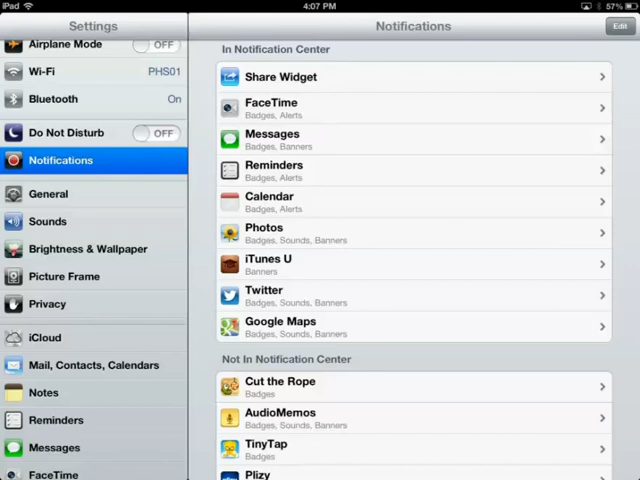 iPad 4:07 PM 57%
Settings
Airplane Mode OFF
Wi-Fi PHS01
Bluetooth On
Do Not Disturb OFF
Notifications
General
Sounds
Brightness & Wallpaper
Picture Frame
Privacy
iCloud
Mail, Contacts, Calendars
Notes
Reminders
Messages
FaceTime
Notifications Edit
In Notification Center
Share Widget
FaceTime
Badges, Alerts
Messages
Badges, Banners
Reminders
Badges, Alerts
Calendar
Badges, Alerts
Photos
Badges, Sounds, Banners
iTunes U
Banners
Twitter
Badges, Sounds, Banners
Google Maps
Badges, Sounds, Banners
Not In Notification Center
Cut the Rope
Badges
AudioMemos
Badges, Sounds, Banners
TinyTap
Badges, Sounds, Banners
Plizy